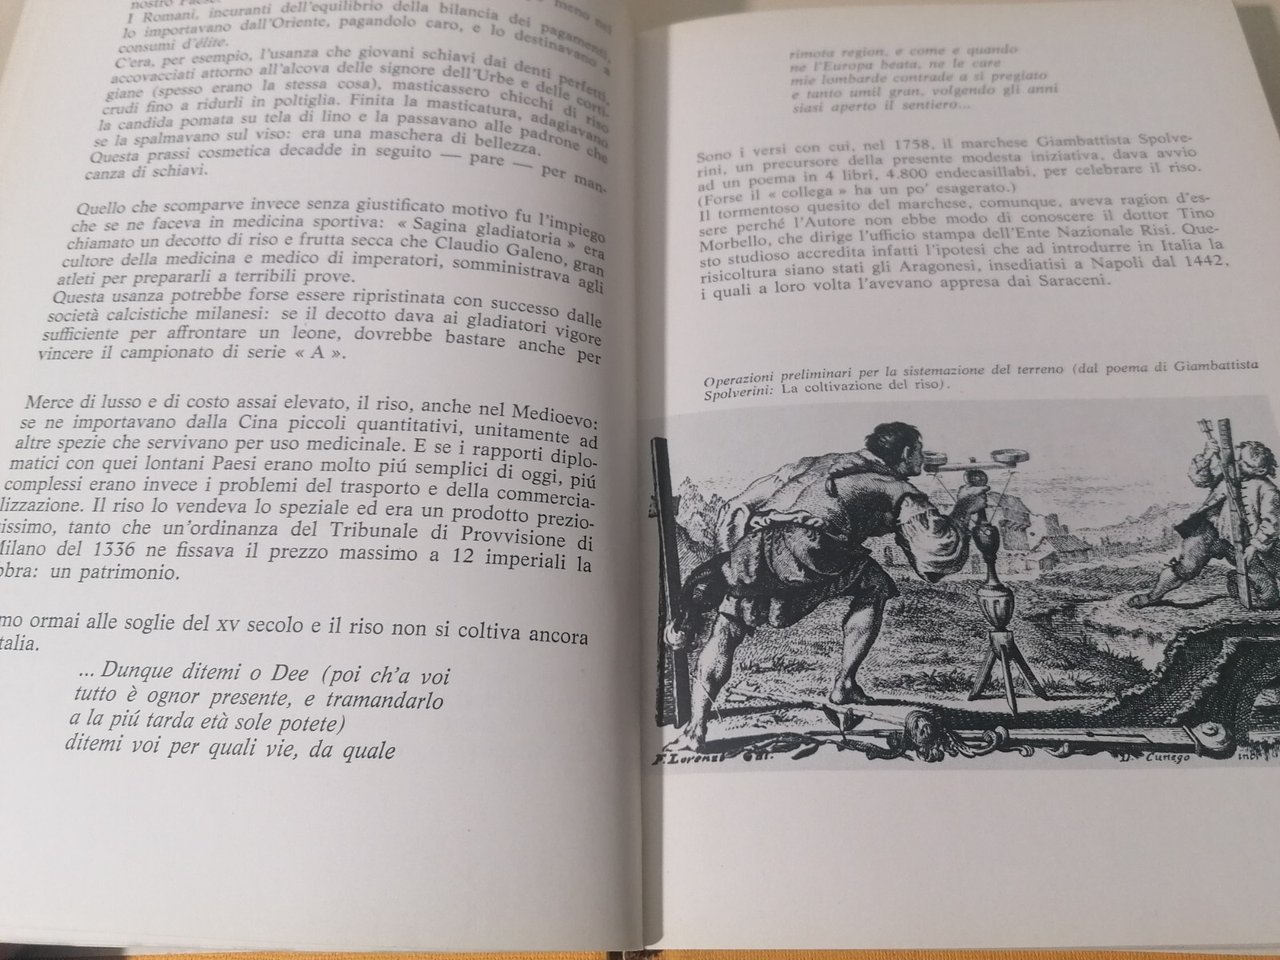 nostro Paese.
meno nel
I Romani, incuranti dell'equilibrio della bilancia dei pagamenti,
lo importavano dall'Oriente, pagandolo caro, e lo destinavano a
consumi d'élite.
C'era, per esempio, l'usanza che giovani schiavi dai denti perfetti,
accovacciati attorno all'alcova delle signore dell'Urbe e delle corti-
giane (spesso erano la stessa cosa), masticassero chicchi di riso
crudi fino a ridurli in poltiglia. Finita la masticatura, adagiavano
la candida pomata su tela di lino e la passavano alle padrone che
se la spalmavano sul viso: era una maschera di bellezza.
Questa prassi cosmetica decadde in seguito — pare — per man-
canza di schiavi.
Quello che scomparve invece senza giustificato motivo fu l'impiego
che se ne faceva in medicina sportiva: « Sagina gladiatoria » era
chiamato un decotto di riso e frutta secca che Claudio Galeno, gran
cultore della medicina e medico di imperatori, somministrava agli
atleti per prepararli a terribili prove.
Questa usanza potrebbe forse essere ripristinata con successo dalle
società calcistiche milanesi: se il decotto dava ai gladiatori vigore
sufficiente per affrontare un leone, dovrebbe bastare anche per
vincere il campionato di serie « A ».
Merce di lusso e di costo assai elevato, il riso, anche nel Medioevo:
se ne importavano dalla Cina piccoli quantitativi, unitamente ad
altre spezie che servivano per uso medicinale. E se i rapporti diplo-
matici con quei lontani Paesi erano molto piú semplici di oggi, piú
complessi erano invece i problemi del trasporto e della commercia-
lizzazione. Il riso lo vendeva lo speziale ed era un prodotto prezio-
issimo, tanto che un'ordinanza del Tribunale di Provvisione di
Milano del 1336 ne fissava il prezzo massimo a 12 imperiali la
bbra: un patrimonio.
mo ormai alle soglie del XV secolo e il riso non si coltiva ancora
talia.
... Dunque ditemi o Dee (poi ch'a voi
tutto è ognor presente, e tramandarlo
a la piú tarda età sole potete)
ditemi voi per quali vie, da quale
rimota region, e come e quando
ne l'Europa beata, ne le care
mie lombarde contrade a sì pregiato
e tanto umil gran, volgendo gli anni
siasi aperto il sentiero...
Sono i versi con cui, nel 1758, il marchese Giambattista Spolve-
rini, un precursore della presente modesta iniziativa, dava avvio
ad un poema in 4 libri, 4.800 endecasillabi, per celebrare il riso.
(Forse il « collega » ha un po' esagerato.)
Il tormentoso quesito del marchese, comunque, aveva ragion d'es-
sere perché l'Autore non ebbe modo di conoscere il dottor Tino
Morbello, che dirige l'ufficio stampa dell'Ente Nazionale Risi. Que-
sto studioso accredita infatti l'ipotesi che ad introdurre in Italia la
risicoltura siano stati gli Aragonesi, insediatisi a Napoli dal 1442,
i quali a loro volta l'avevano appresa dai Saraceni.
Operazioni preliminari per la sistemazione del terreno (dal poema di Giambattista
Spolverini: La coltivazione del riso).
F. Lorenzi
D. Cunego